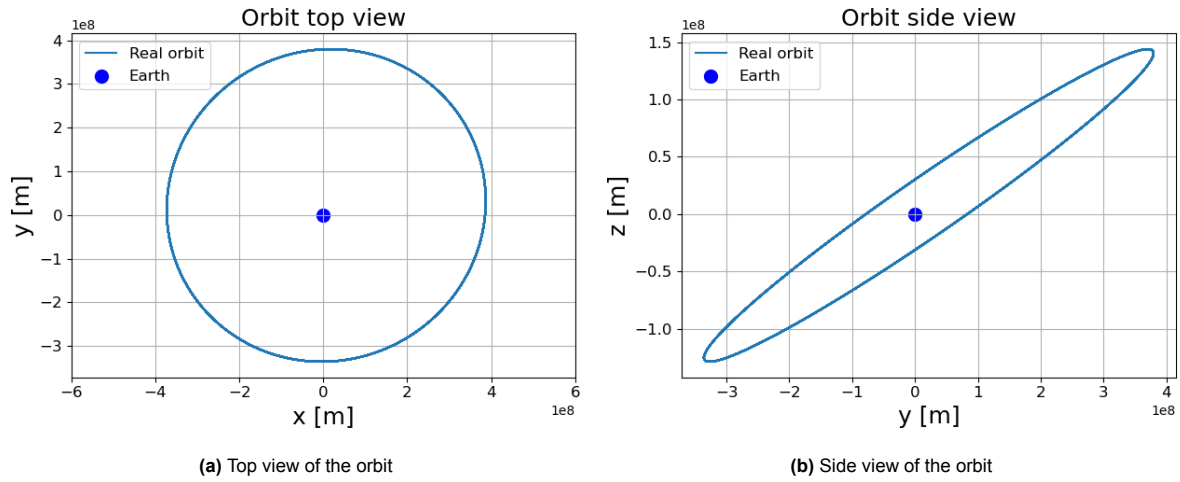 Orbit top view
1e8
Real orbit
Earth
4
3
2
1
0
−1
−2
−3
y [m]
−6
−4
−2
0
2
4
6
1e8
x [m]
(a) Top view of the orbit
Orbit side view
1e8
Real orbit
Earth
1.5
1.0
0.5
0.0
−0.5
−1.0
z [m]
−3
−2
−1
0
1
2
3
4
1e8
y [m]
(b) Side view of the orbit